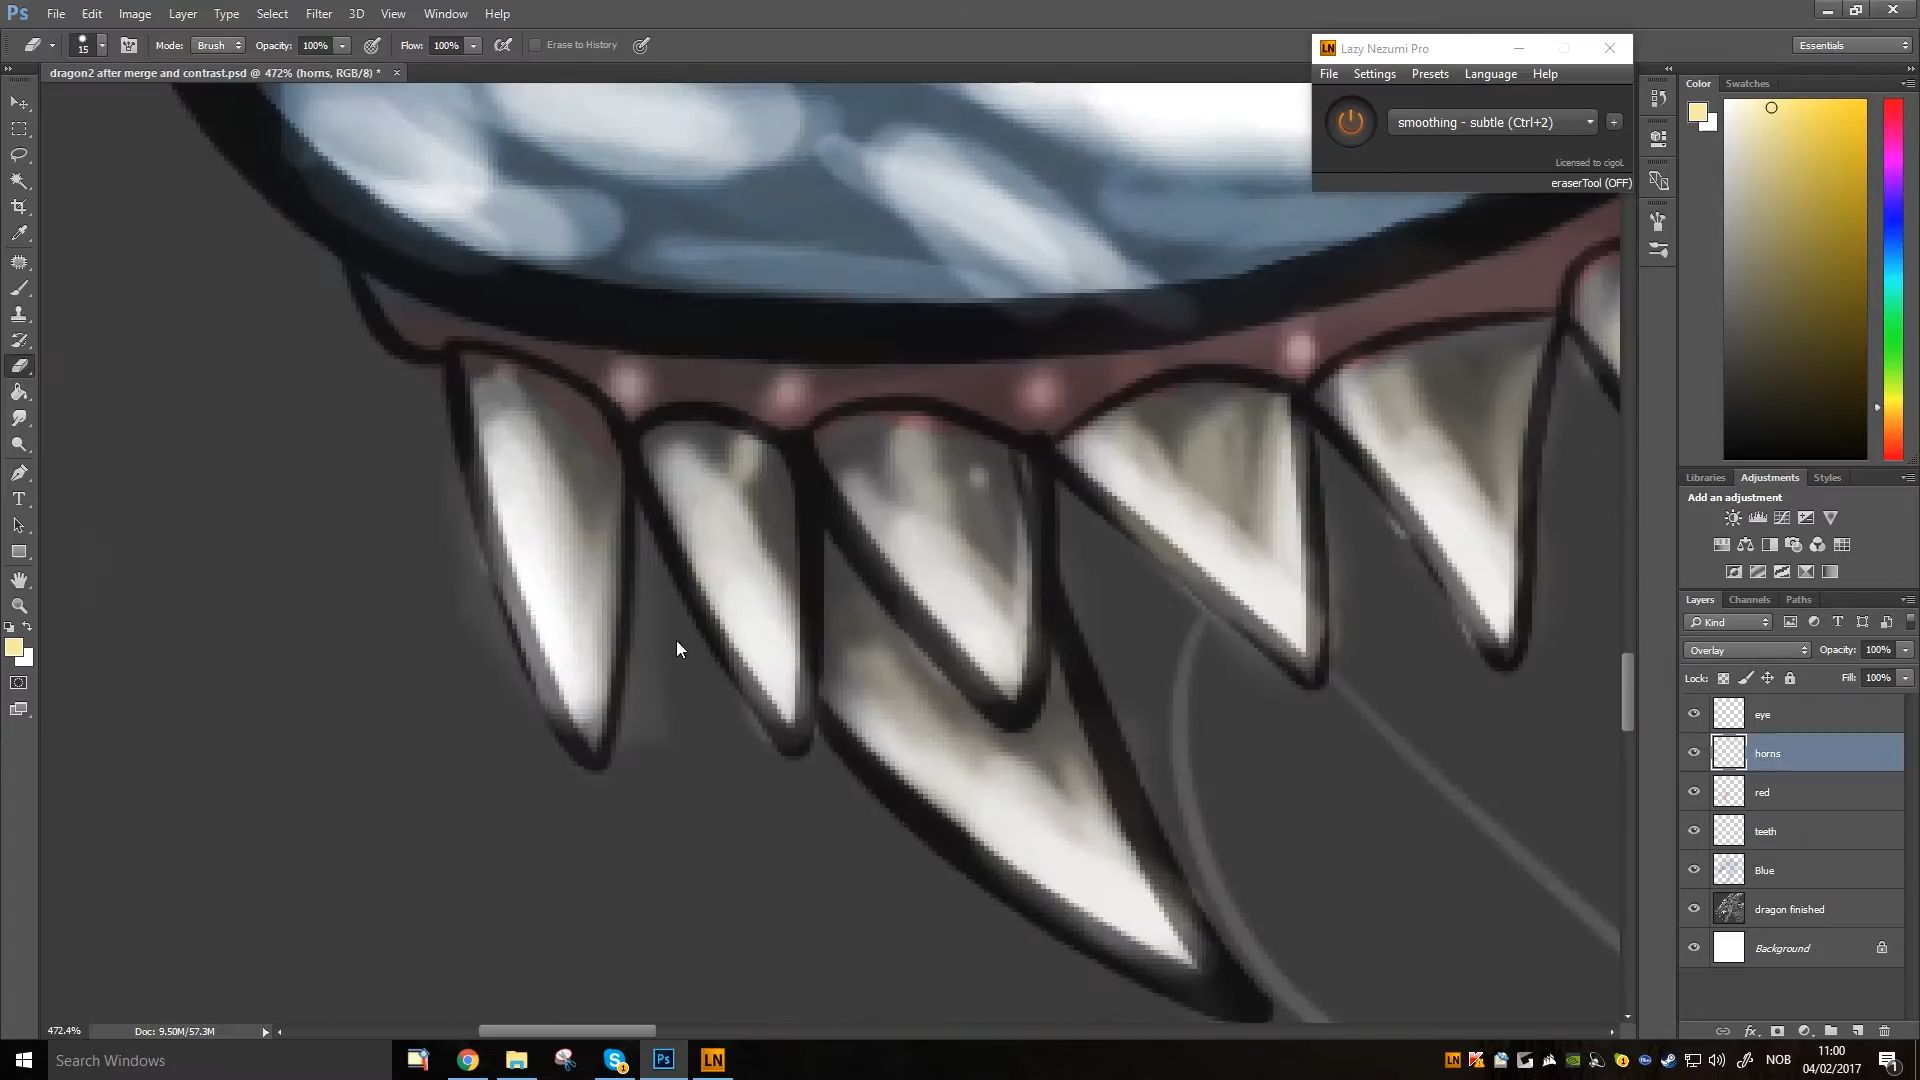 Ps File Edit Image Layer Type Select Filter 3D View Window Help
15 Mode: Brush Opacity: 100% Flow: 100% Erase to History Essentials
dragon2 after merge and contrast.psd @ 472% (horns, RGB/8) * ×
LN Lazy Nezumi Pro
File Settings Presets Language Help
smoothing - subtle (Ctrl+2) +
Licensed to cigoL
eraserTool (OFF)
Color Swatches
Libraries Adjustments Styles
Add an adjustment
Layers Channels Paths
Kind
Overlay Opacity: 100%
Lock: Fill: 100%
eye
horns
red
teeth
Blue
dragon finished
Background
472.4% Doc: 9.50M/57.3M
Search Windows
Ps LN LN NOB
11:00
04/02/2017